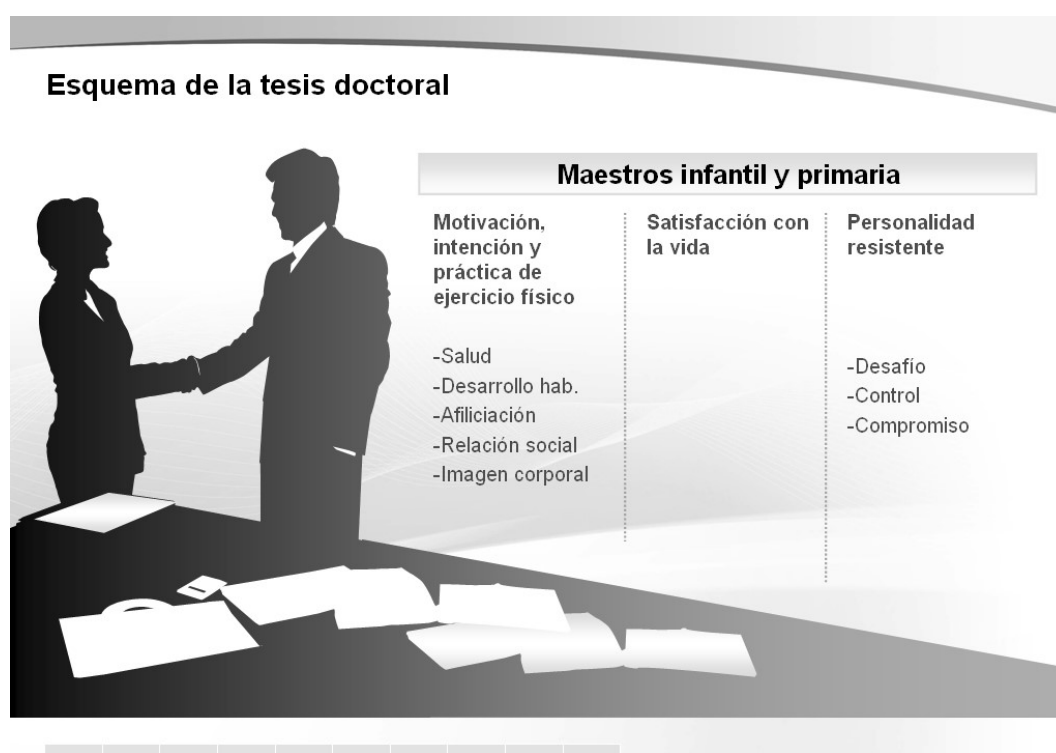 Esquema de la tesis doctoral
Maestros infantil y primaria
Motivación,
intención y
práctica de
ejercicio físico
-Salud
-Desarrollo hab.
-Afiliciación
-Relación social
-Imagen corporal
Satisfacción con
la vida
Personalidad
resistente
-Desafío
-Control
-Compromiso